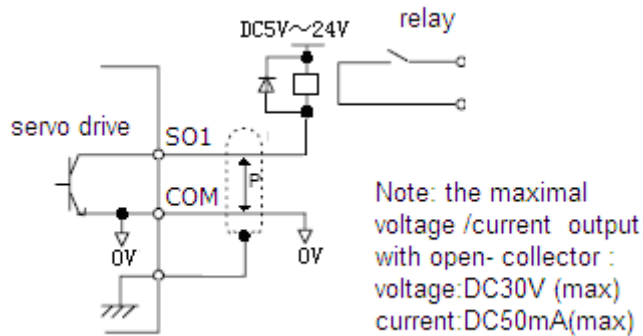 relay
DC5V～24V
servo drive
SO1
P
COM
0V
0V
Note: the maximal
voltage /current output
with open- collector :
voltage:DC30V (max)
current:DC50mA(max)